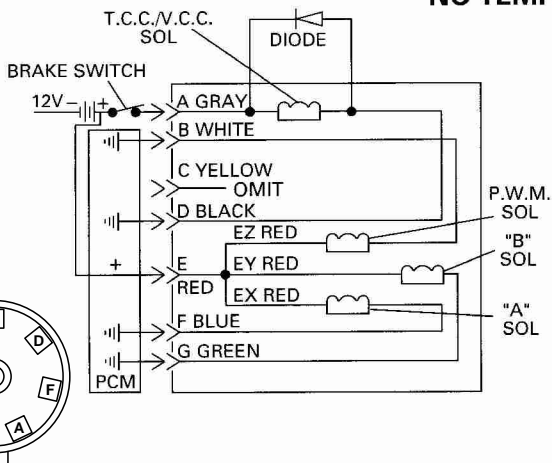 NO TEMP
T.C.C./V.C.C.
SOL
DIODE
BRAKE SWITCH
12V - +
A GRAY
B WHITE
C YELLOW
OMIT
D BLACK
P.W.M.
SOL
EZ RED
"B"
SOL
+
E
RED
EY RED
EX RED
"A"
SOL
F BLUE
G GREEN
PCM
D
F
A